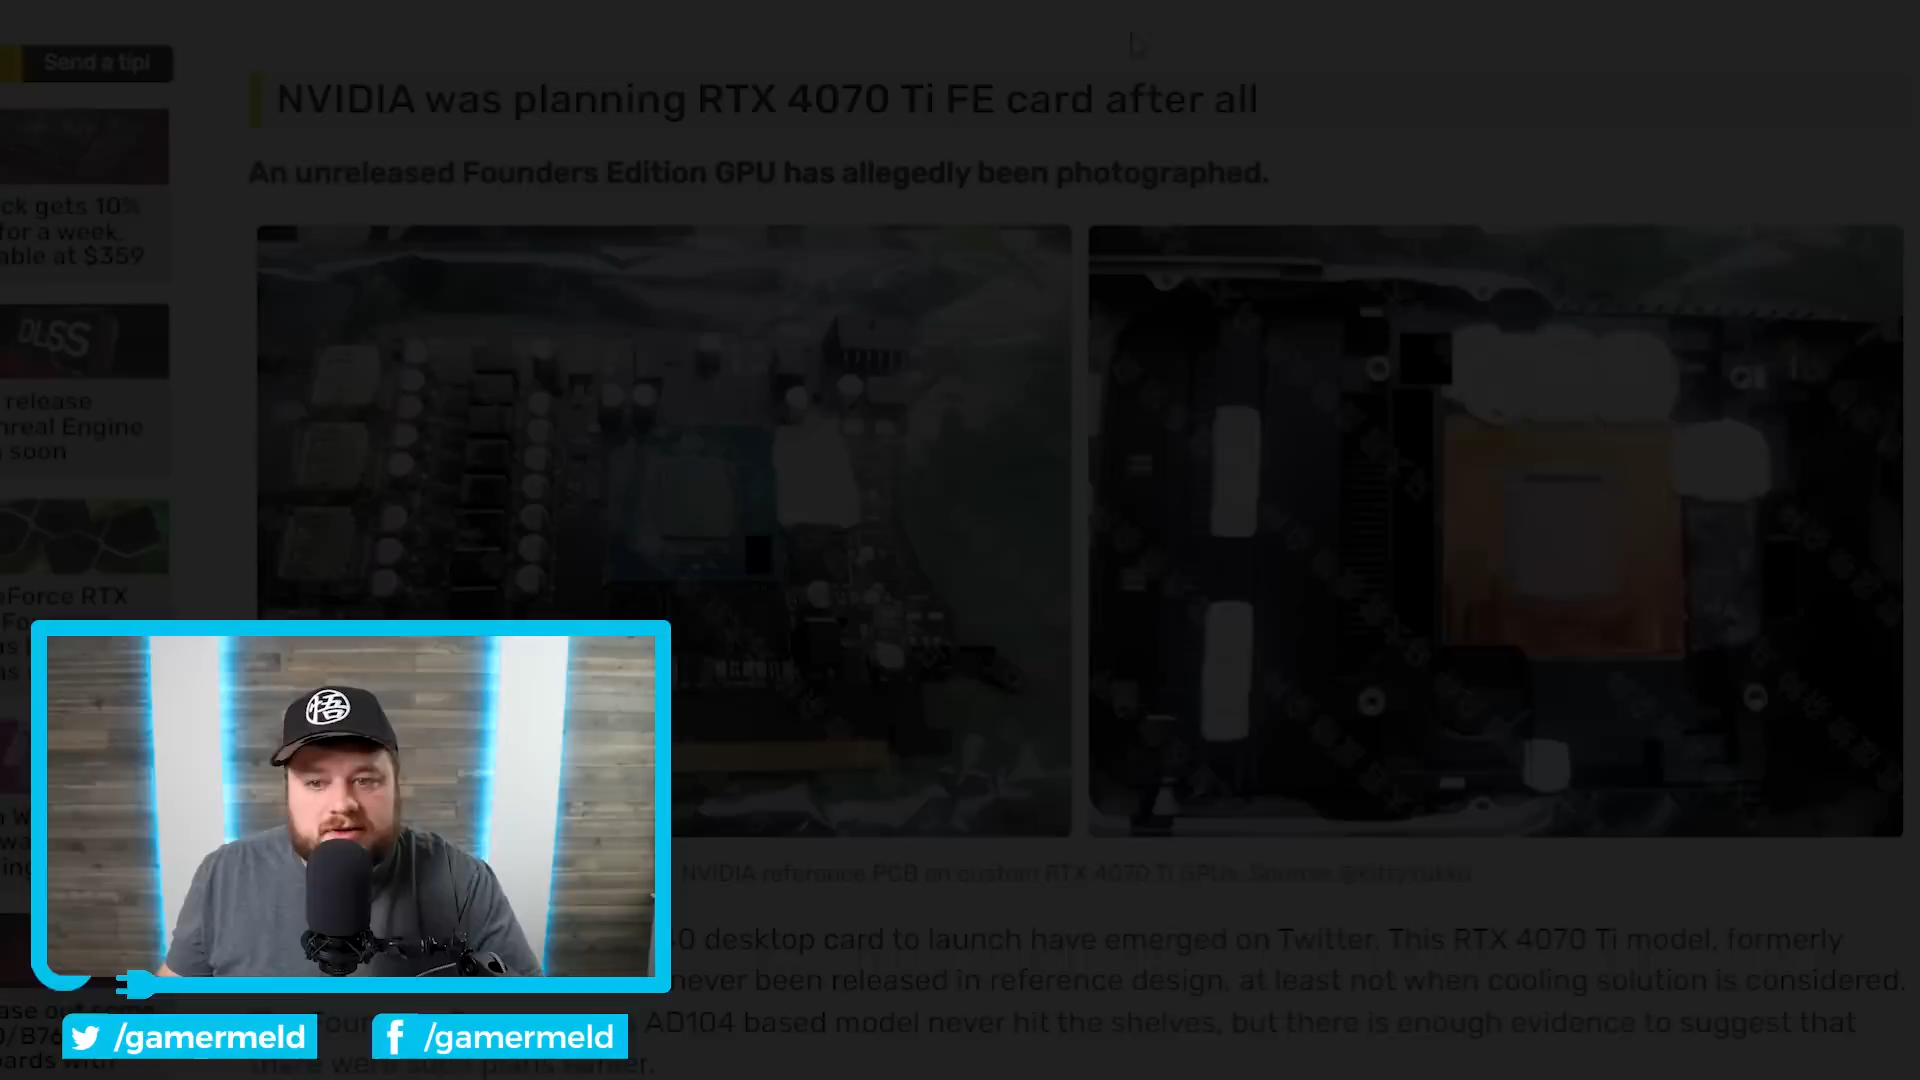 Send a tip!
NVIDIA was planning RTX 4070 Ti FE card after all
An unreleased Founders Edition GPU has allegedly been photographed.
ck gets 10%
for a week,
able at $359
DLSS
release
nreal Engine
soon
eForce RTX
悟
NVIDIA reference PCB on custom RTX 4070 Ti GPUs, Source: @kittyyukko
0 desktop card to launch have emerged on Twitter. This RTX 4070 Ti model, formerly
never been released in reference design, at least not when cooling solution is considered.
AD104 based model never hit the shelves, but there is enough evidence to suggest that
/gamermeld
/gamermeld